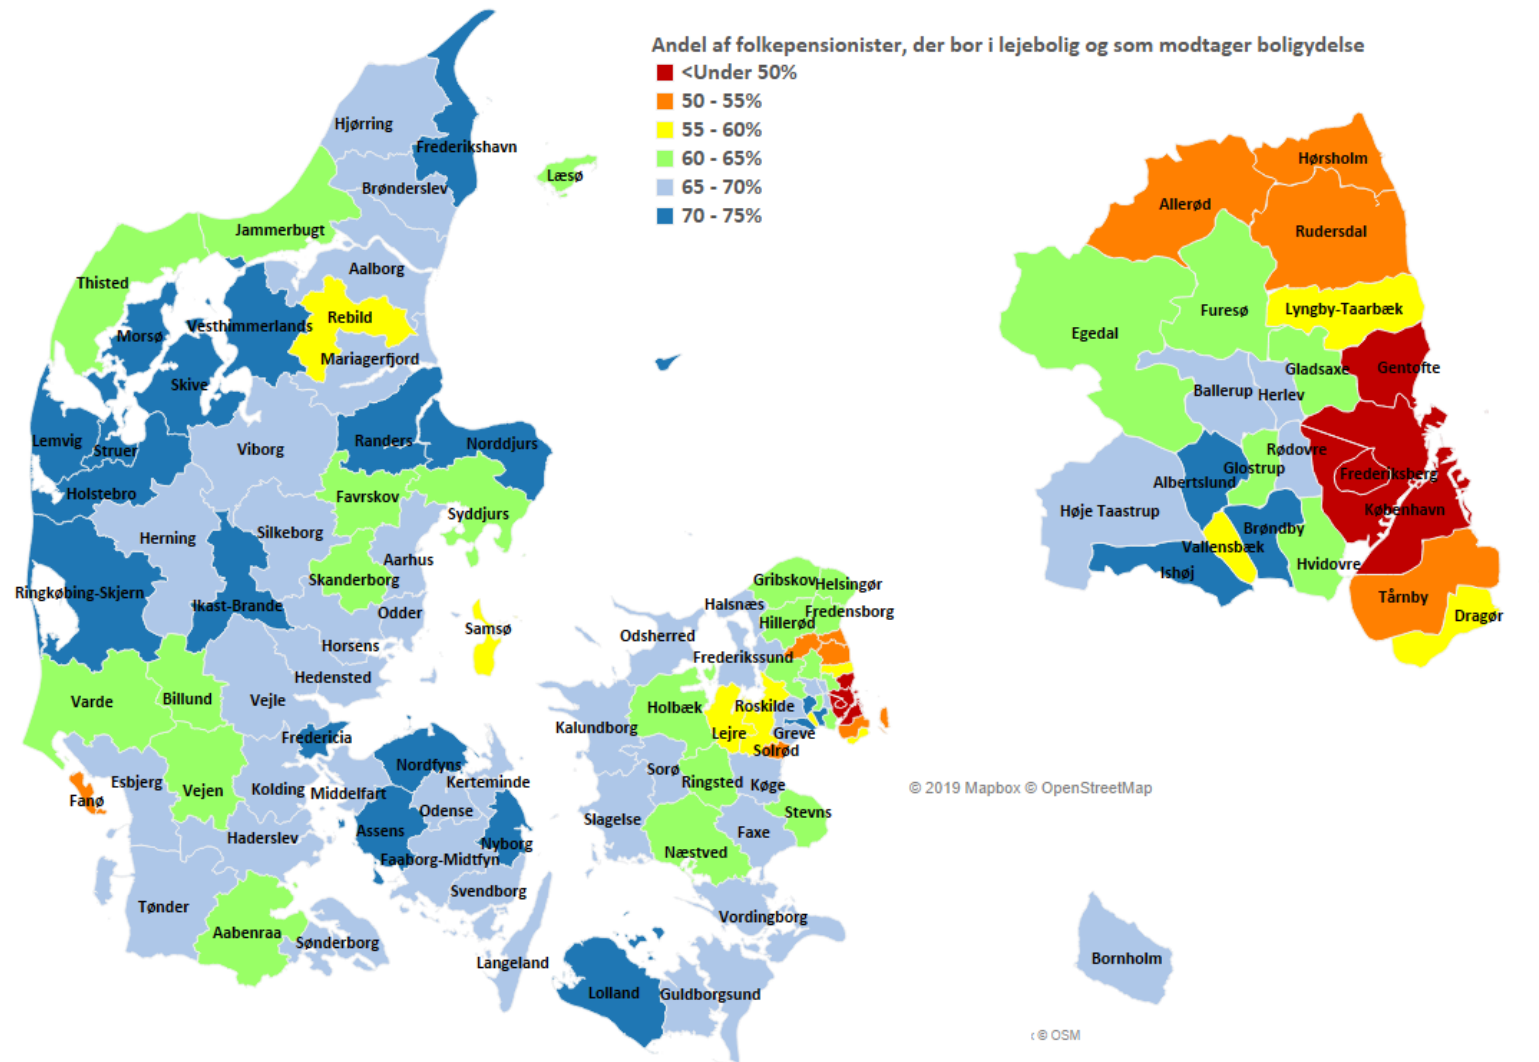 Andel af folkepensionister, der bor i lejebolig og som modtager boligydelse
<Under 50%
50 - 55%
55 - 60%
60 - 65%
65 - 70%
70 - 75%
Hjørring
Frederikshavn
Læsø
Brønderslev
Jammerbugt
Aalborg
Thisted
Rebild
Morsø
Vesthimmerlands
Mariagerfjord
Skive
Lemvig
Struer
Viborg
Randers
Norddjurs
Holstebro
Favrskov
Syddjurs
Herning
Silkeborg
Aarhus
Skanderborg
Ringkøbing-Skjern
Ikast-Brande
Odder
Samsø
Horsens
Hedensted
Varde
Billund
Vejle
Fredericia
Esbjerg
Fanø
Vejen
Kolding
Middelfart
Nordfyns
Kerteminde
Odense
Assens
Nyborg
Haderslev
Faaborg-Midtfyn
Svendborg
Tønder
Aabenraa
Sønderborg
Langeland
Gribskov
Helsingør
Halsnæs
Fredensborg
Hillerød
Odsherred
Frederikssund
Holbæk
Roskilde
Kalundborg
Lejre
Greve
Solrød
Sorø
Ringsted
Køge
Slagelse
Stevns
Faxe
Næstved
Vordingborg
Lolland
Guldborgsund
Hørsholm
Allerød
Rudersdal
Furesø
Lyngby-Taarbæk
Egedal
Gladsaxe
Gentofte
Ballerup
Herlev
Rødovre
Glostrup
Frederiksberg
Albertslund
Høje Taastrup
København
Brøndby
Vallensbæk
Hvidovre
Ishøj
Tårnby
Dragør
© 2019 Mapbox © OpenStreetMap
Bornholm
© OSM